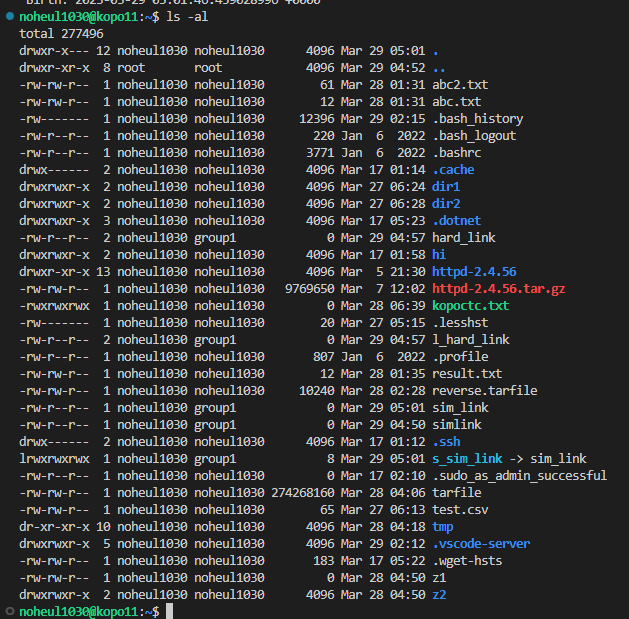 noheul1030@kopo11:~$ ls -al
total 277496
drwxr-x--- 12 noheul1030 noheul1030      4096 Mar 29 05:01 .
drwxr-xr-x  8 root       root            4096 Mar 29 04:52 ..
-rw-rw-r--  1 noheul1030 noheul1030        61 Mar 28 01:31 abc2.txt
-rw-rw-r--  1 noheul1030 noheul1030        12 Mar 28 01:31 abc.txt
-rw-------  1 noheul1030 noheul1030     12396 Mar 29 02:15 .bash_history
-rw-r--r--  1 noheul1030 noheul1030       220 Jan  6  2022 .bash_logout
-rw-r--r--  1 noheul1030 noheul1030      3771 Jan  6  2022 .bashrc
drwx------  2 noheul1030 noheul1030      4096 Mar 17 01:14 .cache
drwxrwxr-x  2 noheul1030 noheul1030      4096 Mar 27 06:24 dir1
drwxrwxr-x  2 noheul1030 noheul1030      4096 Mar 27 06:28 dir2
drwxrwxr-x  3 noheul1030 noheul1030      4096 Mar 17 05:23 .dotnet
-rw-r--r--  2 noheul1030 group1             0 Mar 29 04:57 hard_link
drwxrwxr-x  2 noheul1030 noheul1030      4096 Mar 17 01:58 hi
drwxr-xr-x 13 noheul1030 noheul1030      4096 Mar  5 21:30 httpd-2.4.56
-rw-rw-r--  1 noheul1030 noheul1030   9769650 Mar  7 12:02 httpd-2.4.56.tar.gz
-rwxrwxrwx  1 noheul1030 noheul1030         0 Mar 28 06:39 kopoctc.txt
-rw-------  1 noheul1030 noheul1030        20 Mar 27 05:15 .lesshst
-rw-r--r--  2 noheul1030 group1             0 Mar 29 04:57 l_hard_link
-rw-r--r--  1 noheul1030 noheul1030       807 Jan  6  2022 .profile
-rw-rw-r--  1 noheul1030 noheul1030        12 Mar 28 01:35 result.txt
-rw-rw-r--  1 noheul1030 noheul1030     10240 Mar 28 02:28 reverse.tarfile
-rw-r--r--  1 noheul1030 group1             0 Mar 29 05:01 sim_link
-rw-r--r--  1 noheul1030 group1             0 Mar 29 04:50 simlink
drwx------  2 noheul1030 noheul1030      4096 Mar 17 01:12 .ssh
lrwxrwxrwx  1 noheul1030 group1             8 Mar 29 05:01 s_sim_link -> sim_link
-rw-r--r--  1 noheul1030 noheul1030         0 Mar 17 02:10 .sudo_as_admin_successful
-rw-rw-r--  1 noheul1030 noheul1030 274268160 Mar 28 04:06 tarfile
-rw-rw-r--  1 noheul1030 noheul1030        65 Mar 27 06:13 test.csv
dr-xr-xr-x 10 noheul1030 noheul1030      4096 Mar 28 04:18 tmp
drwxrwxr-x  5 noheul1030 noheul1030      4096 Mar 29 02:12 .vscode-server
-rw-rw-r--  1 noheul1030 noheul1030       183 Mar 17 05:22 .wget-hsts
-rw-rw-r--  1 noheul1030 noheul1030         0 Mar 28 04:50 z1
drwxrwxr-x  2 noheul1030 noheul1030      4096 Mar 28 04:50 z2
noheul1030@kopo11:~$